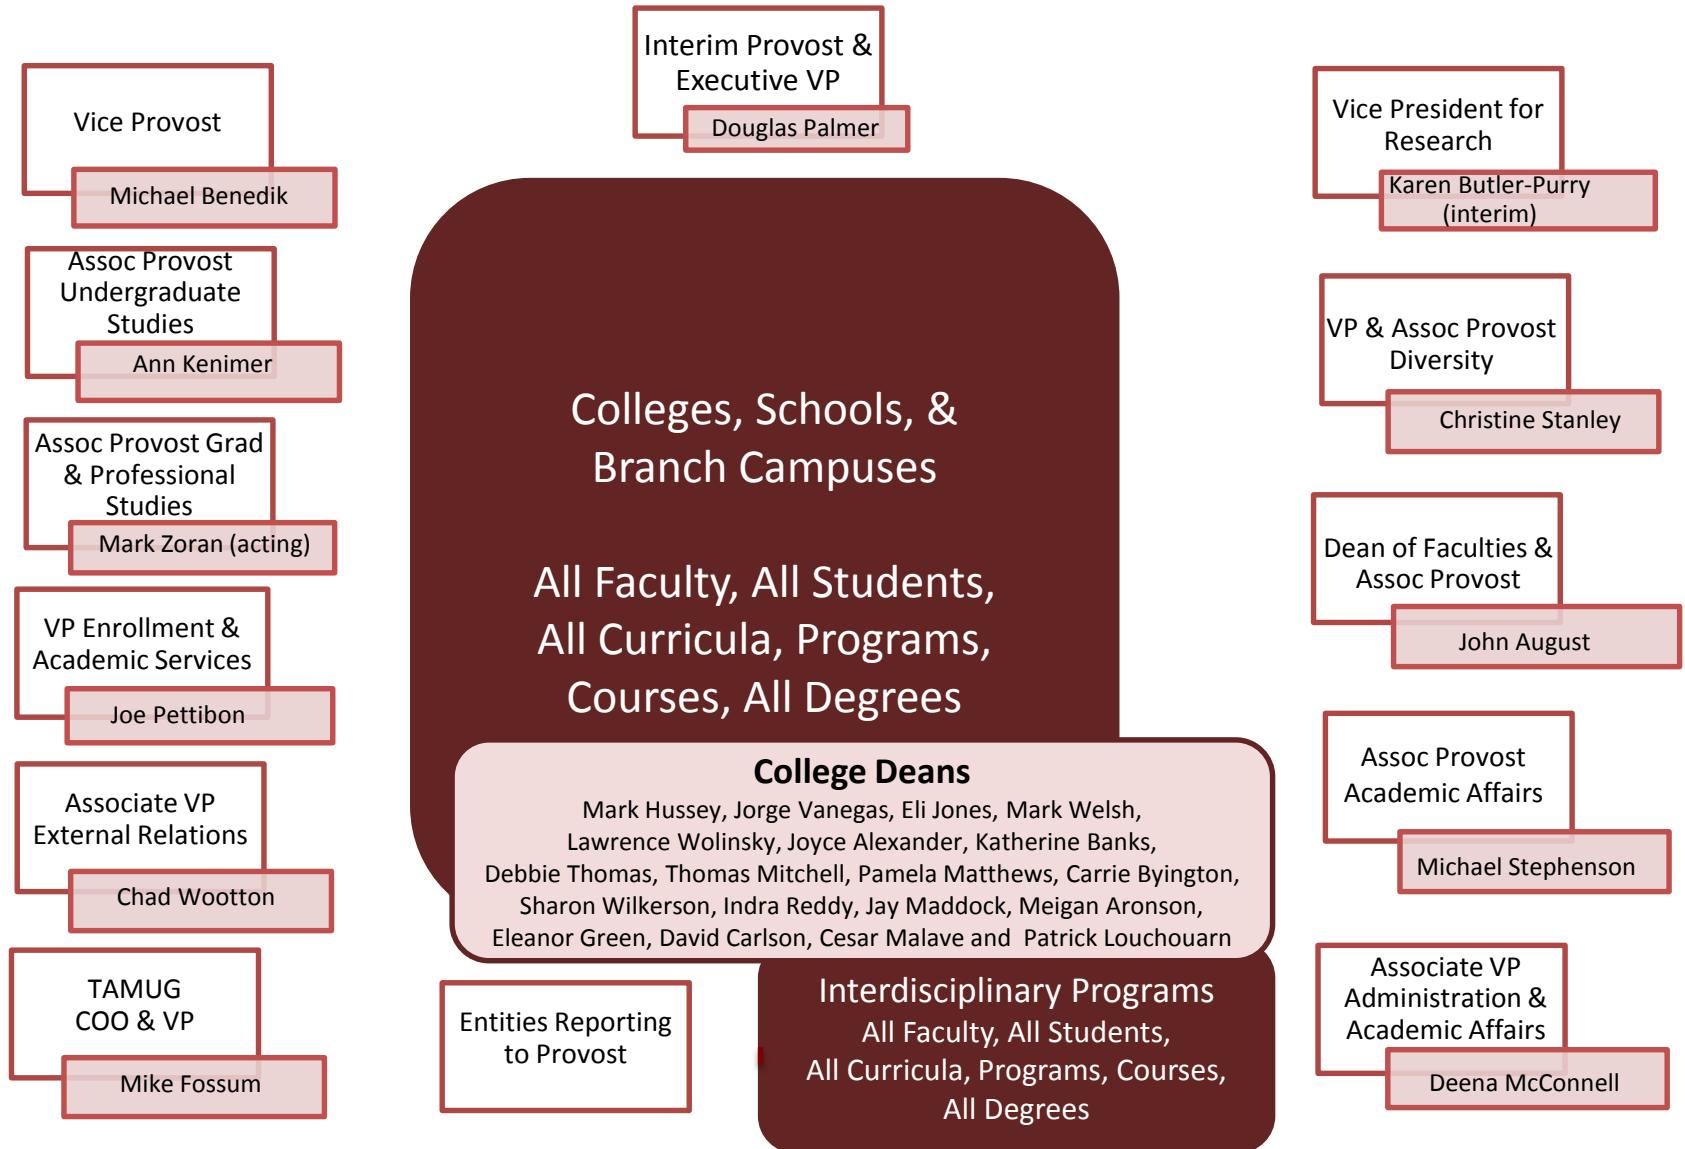 Interim Provost &
Executive VP
Douglas Palmer
Vice Provost
Michael Benedik
Assoc Provost
Undergraduate
Studies
Ann Kenimer
Assoc Provost Grad
& Professional
Studies
Mark Zoran (acting)
VP Enrollment &
Academic Services
Joe Pettibon
Associate VP
External Relations
Chad Wootton
TAMUG
COO & VP
Mike Fossum
Colleges, Schools, &
Branch Campuses
All Faculty, All Students,
All Curricula, Programs,
Courses, All Degrees
College Deans
Mark Hussey, Jorge Vanegas, Eli Jones, Mark Welsh,
Lawrence Wolinsky, Joyce Alexander, Katherine Banks,
Debbie Thomas, Thomas Mitchell, Pamela Matthews, Carrie Byington,
Sharon Wilkerson, Indra Reddy, Jay Maddock, Meigan Aronson,
Eleanor Green, David Carlson, Cesar Malave and Patrick Louchouarn
Entities Reporting
to Provost
Interdisciplinary Programs
All Faculty, All Students,
All Curricula, Programs, Courses,
All Degrees
Vice President for
Research
Karen Butler-Purry
(interim)
VP & Assoc Provost
Diversity
Christine Stanley
Dean of Faculties &
Assoc Provost
John August
Assoc Provost
Academic Affairs
Michael Stephenson
Associate VP
Administration &
Academic Affairs
Deena McConnell